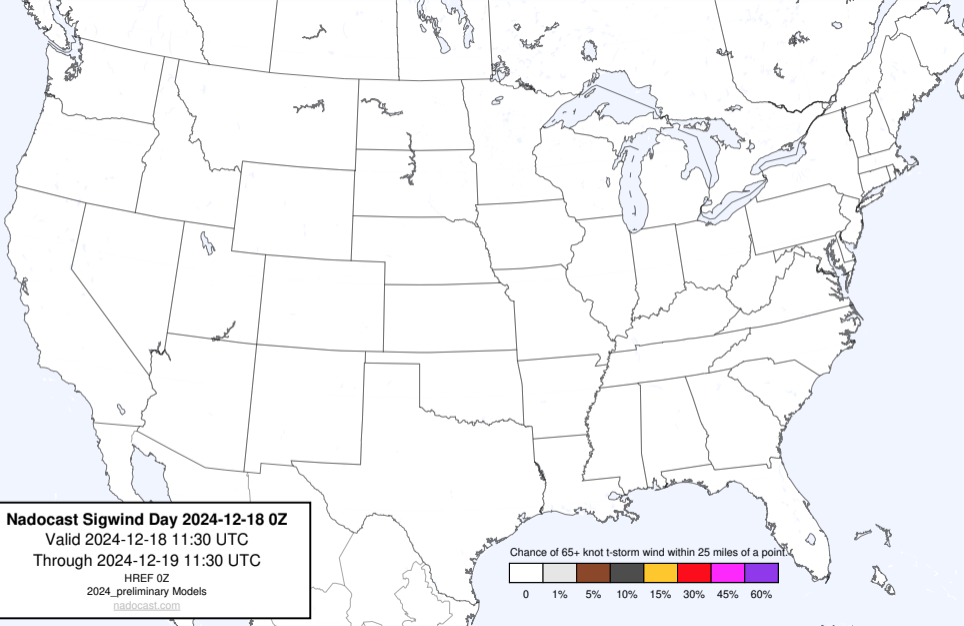 Nadocast Sigwind Day 2024-12-18 0Z
Valid 2024-12-18 11:30 UTC
Through 2024-12-19 11:30 UTC
HREF 0Z
2024_preliminary Models
nadocast.com
Chance of 65+ knot t-storm wind within 25 miles of a point.
0 1% 5% 10% 15% 30% 45% 60%